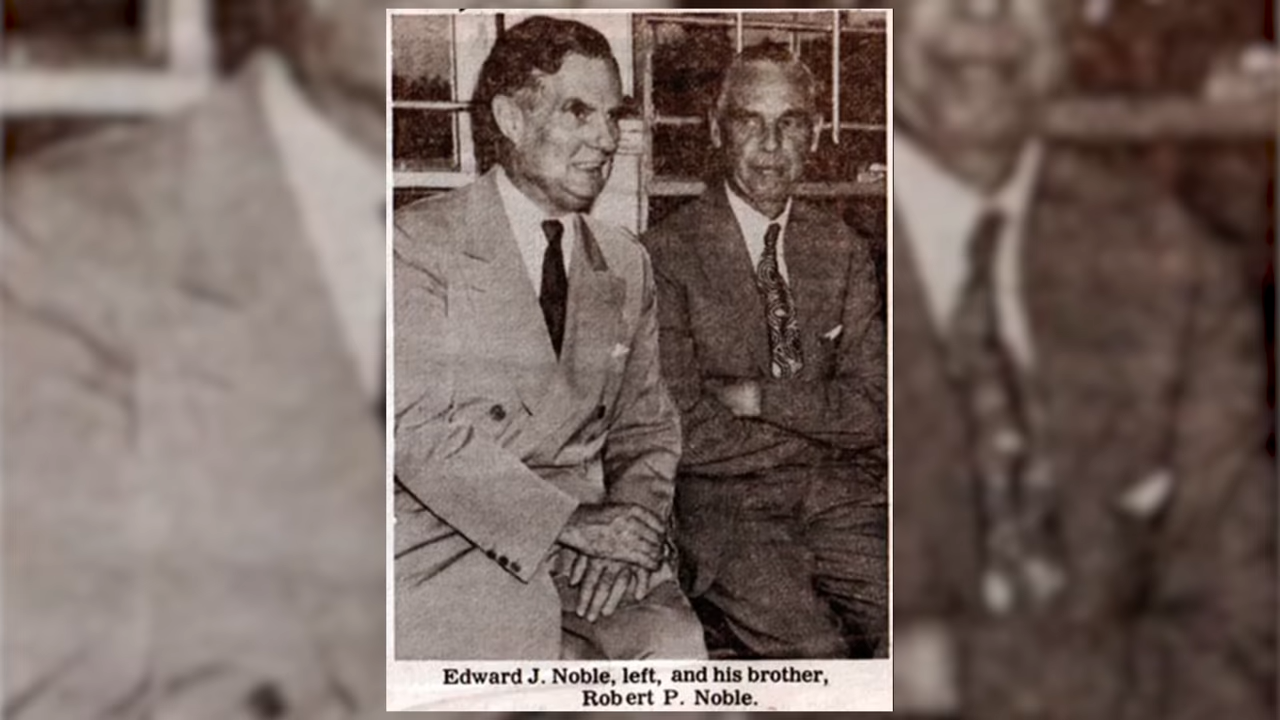 Edward J. Noble, left, and his brother,
Robert P. Noble.